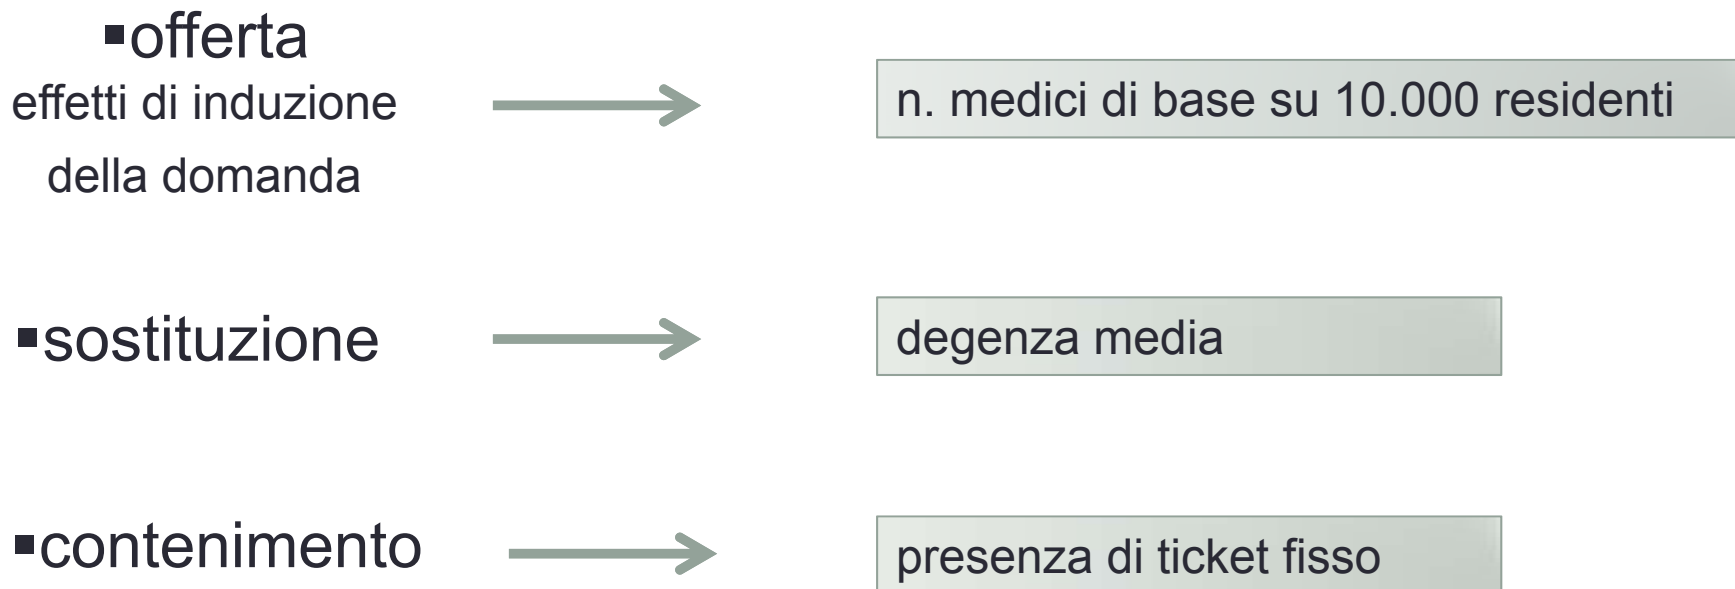 ▪offerta
effetti di induzione
della domanda
n. medici di base su 10.000 residenti
▪sostituzione
degenza media
▪contenimento
presenza di ticket fisso